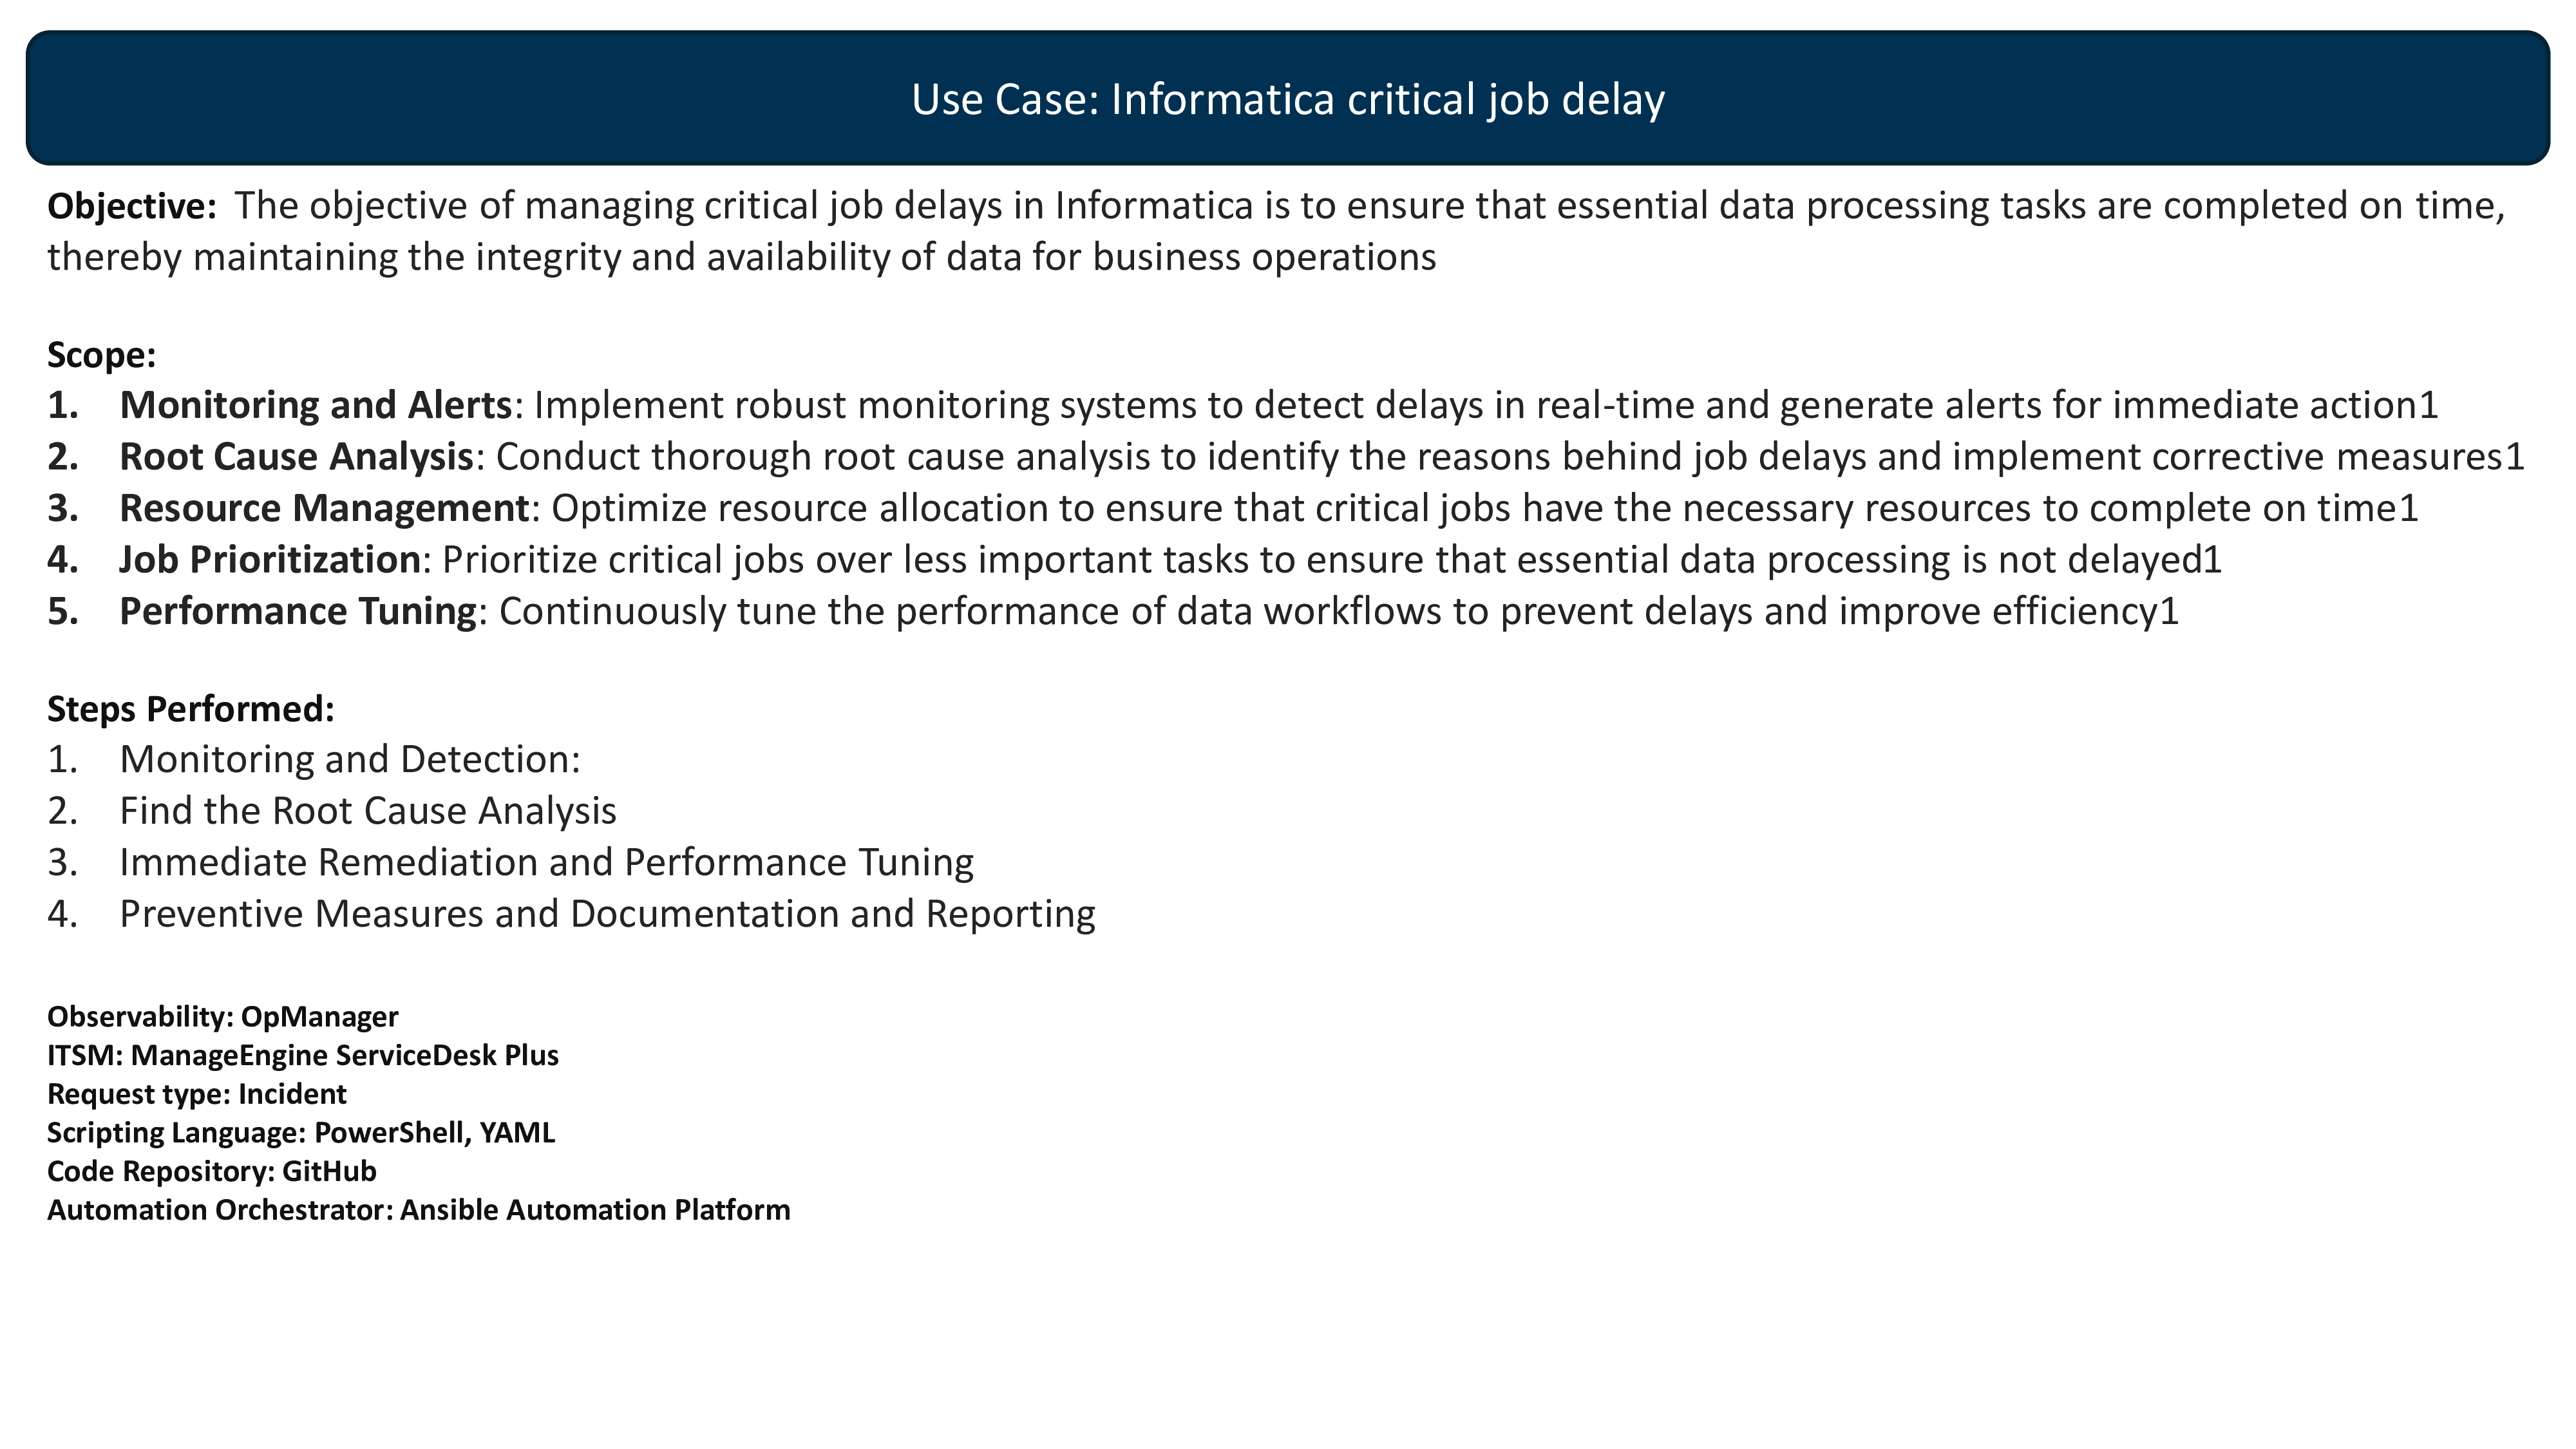 Use Case: Informatica critical job delay
Objective: The objective of managing critical job delays in Informatica is to ensure that essential data processing tasks are completed on time,
thereby maintaining the integrity and availability of data for business operations
Scope:
1. Monitoring and Alerts: Implement robust monitoring systems to detect delays in real-time and generate alerts for immediate action1
2. Root Cause Analysis: Conduct thorough root cause analysis to identify the reasons behind job delays and implement corrective measures1
3. Resource Management: Optimize resource allocation to ensure that critical jobs have the necessary resources to complete on time1
4. Job Prioritization: Prioritize critical jobs over less important tasks to ensure that essential data processing is not delayed1
5. Performance Tuning: Continuously tune the performance of data workflows to prevent delays and improve efficiency1
Steps Performed:
1. Monitoring and Detection:
2. Find the Root Cause Analysis
3. Immediate Remediation and Performance Tuning
4. Preventive Measures and Documentation and Reporting
Observability: OpManager
ITSM: ManageEngine ServiceDesk Plus
Request type: Incident
Scripting Language: PowerShell, YAML
Code Repository: GitHub
Automation Orchestrator: Ansible Automation Platform